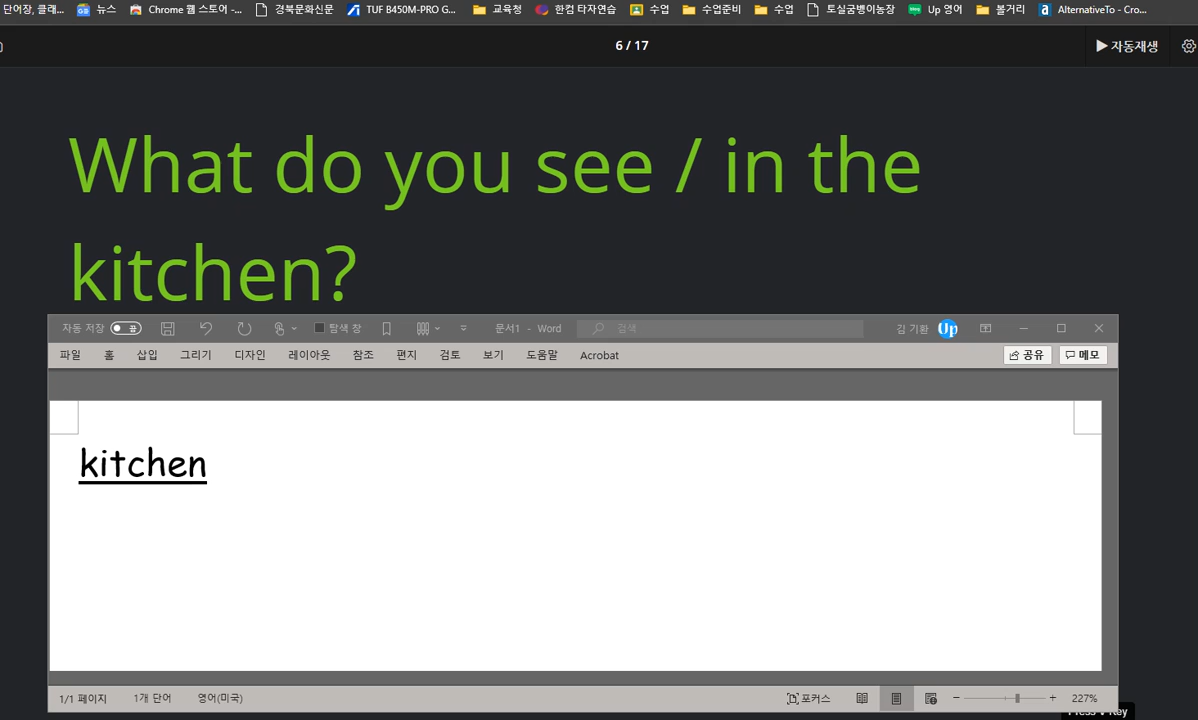 단어장, 클래... 뉴스 Chrome 웹 스토어 -... 경북문화신문 TUF B450M-PRO G... 교육청 한컴 타자연습 수업 수업준비 수업 토실굼벵이농장 Up 영어 볼거리 AlternativeTo - Cro...
6 / 17 ▶ 자동재생
What do you see / in the
kitchen?
자동 저장 끔 탐색 창 문서1 - Word 검색 김 기환 Up
파일 홈 삽입 그리기 디자인 레이아웃 참조 편지 검토 보기 도움말 Acrobat 공유 메모
kitchen
1/1 페이지 1개 단어 영어(미국) 포커스 − + 227%